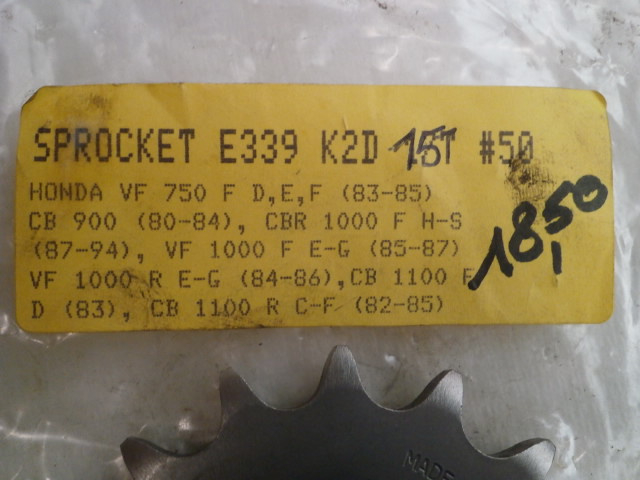 SPROCKET E339 K2D 15T #50
HONDA VF 750 F D,E,F (83-85)
CB 900 (80-84), CBR 1000 F H-S
(87-94), VF 1000 F E-G (85-87)
VF 1000 R E-G (84-86),CB 1100 F
D (83), CB 1100 R C-F (82-85)
18,50
MADE